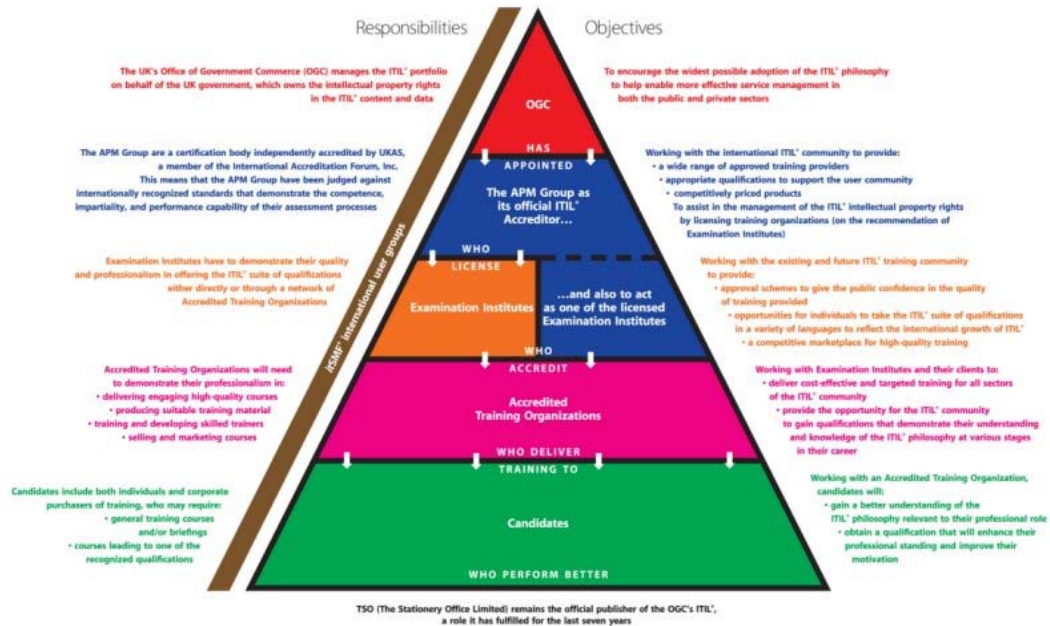 Responsibilities
Objectives
The UK's Office of Government Commerce (OGC) manages the ITIL® portfolio
on behalf of the UK government, which owns the intellectual property rights
in the ITIL® content and data
OGC
To encourage the widest possible adoption of the ITIL® philosophy
to help enable more effective service management in
both the public and private sectors
HAS
APPOINTED
The APM Group are a certification body independently accredited by UKAS,
a member of the International Accreditation Forum, Inc.
This means that the APM Group have been judged against
internationally recognized standards that demonstrate the competence,
impartiality, and performance capability of their assessment processes
The APM Group as
its official ITIL®
Accreditor...
Working with the international ITIL® community to provide:
• a wide range of approved training providers
• appropriate qualifications to support the user community
• competitively priced products
To assist in the management of the ITIL® intellectual property rights
by licensing training organizations (on the recommendation of
Examination Institutes)
WHO
LICENSE
itSMF® international user groups
Examination Institutes have to demonstrate their quality
and professionalism in offering the ITIL® suite of qualifications
either directly or through a network of
Accredited Training Organizations
Examination Institutes
...and also to act
as one of the licensed
Examination Institutes
Working with the existing and future ITIL® training community
to provide:
• approval schemes to give the public confidence in the quality
of training provided
• opportunities for individuals to take the ITIL® suite of qualifications
in a variety of languages to reflect the international growth of ITIL®
• a competitive marketplace for high-quality training
WHO
ACCREDIT
Accredited Training Organizations will need
to demonstrate their professionalism in:
• delivering engaging high-quality courses
• producing suitable training material
• training and developing skilled trainers
• selling and marketing courses
Accredited
Training Organizations
Working with Examination Institutes and their clients to:
• deliver cost-effective and targeted training for all sectors
of the ITIL® community
• provide the opportunity for the ITIL® community
to gain qualifications that demonstrate their understanding
and knowledge of the ITIL® philosophy at various stages
in their career
WHO DELIVER
TRAINING TO
Candidates include both individuals and corporate
purchasers of training, who may require:
• general training courses
and/or briefings
• courses leading to one of the
recognized qualifications
Candidates
Working with an Accredited Training Organization,
candidates will:
• gain a better understanding of the
ITIL® philosophy relevant to their professional role
• obtain a qualification that will enhance their
professional standing and improve their
motivation
WHO PERFORM BETTER
TSO (The Stationery Office Limited) remains the official publisher of the OGC's ITIL®,
a role it has fulfilled for the last seven years